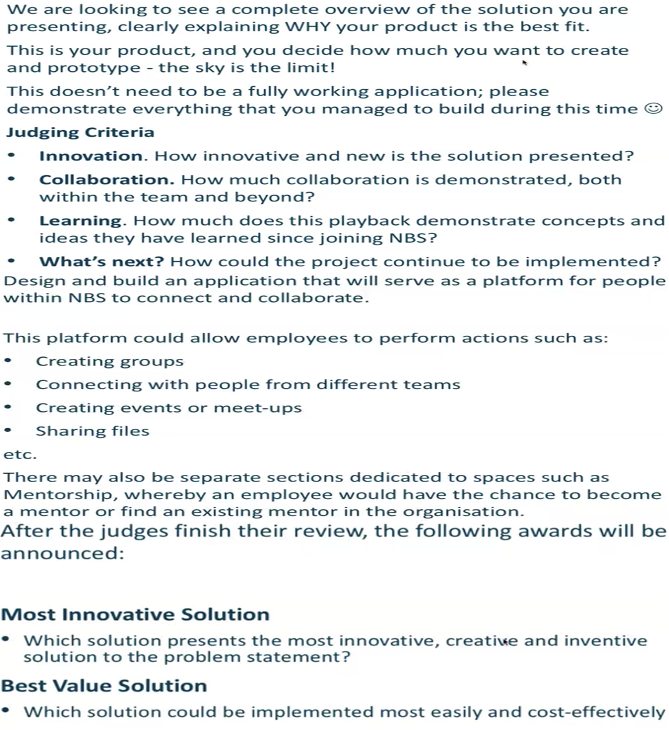 We are looking to see a complete overview of the solution you are
presenting, clearly explaining WHY your product is the best fit.
This is your product, and you decide how much you want to create
and prototype - the sky is the limit!
This doesn't need to be a fully working application; please
demonstrate everything that you managed to build during this time ☺
Judging Criteria
• Innovation. How innovative and new is the solution presented?
• Collaboration. How much collaboration is demonstrated, both
within the team and beyond?
• Learning. How much does this playback demonstrate concepts and
ideas they have learned since joining NBS?
• What's next? How could the project continue to be implemented?
Design and build an application that will serve as a platform for people
within NBS to connect and collaborate.
This platform could allow employees to perform actions such as:
• Creating groups
• Connecting with people from different teams
• Creating events or meet-ups
• Sharing files
etc.
There may also be separate sections dedicated to spaces such as
Mentorship, whereby an employee would have the chance to become
a mentor or find an existing mentor in the organisation.
After the judges finish their review, the following awards will be
announced:
Most Innovative Solution
• Which solution presents the most innovative, creative and inventive
solution to the problem statement?
Best Value Solution
• Which solution could be implemented most easily and cost-effectively